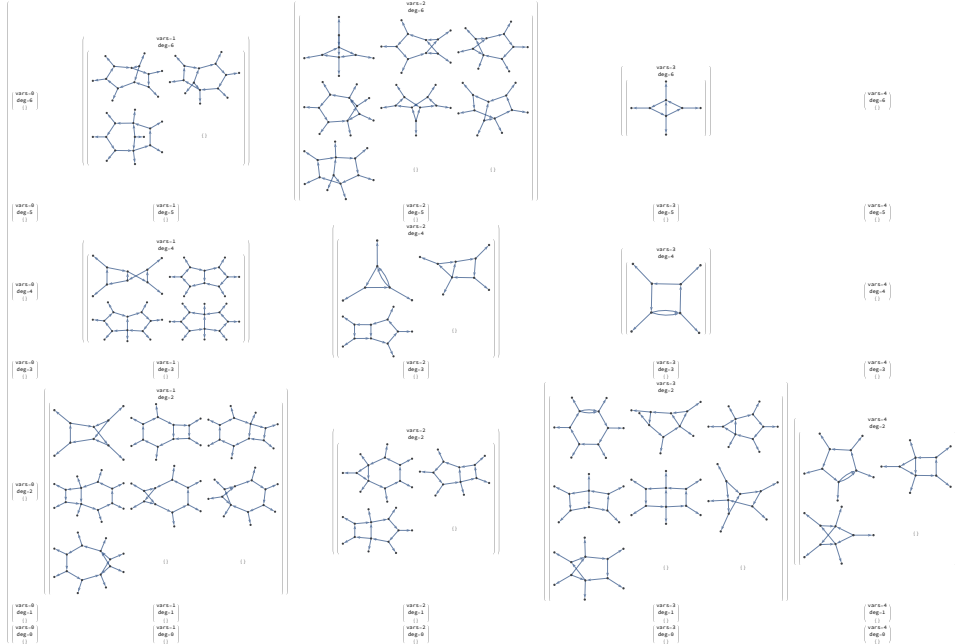 vars=0
deg=6
{}
vars=1
deg=6
{}
vars=2
deg=6
{}
{}
vars=3
deg=6
vars=4
deg=6
{}
vars=0
deg=5
{}
vars=1
deg=5
{}
vars=2
deg=5
{}
vars=3
deg=5
{}
vars=4
deg=5
{}
vars=0
deg=4
{}
vars=1
deg=4
vars=2
deg=4
{}
vars=3
deg=4
vars=4
deg=4
{}
vars=0
deg=3
{}
vars=1
deg=3
{}
vars=2
deg=3
{}
vars=3
deg=3
{}
vars=4
deg=3
{}
vars=0
deg=2
{}
vars=1
deg=2
{}
{}
vars=2
deg=2
{}
vars=3
deg=2
{}
{}
vars=4
deg=2
{}
vars=0
deg=1
{}
vars=1
deg=1
{}
vars=2
deg=1
{}
vars=3
deg=1
{}
vars=4
deg=1
{}
vars=0
deg=0
{}
vars=1
deg=0
{}
vars=2
deg=0
{}
vars=3
deg=0
{}
vars=4
deg=0
{}